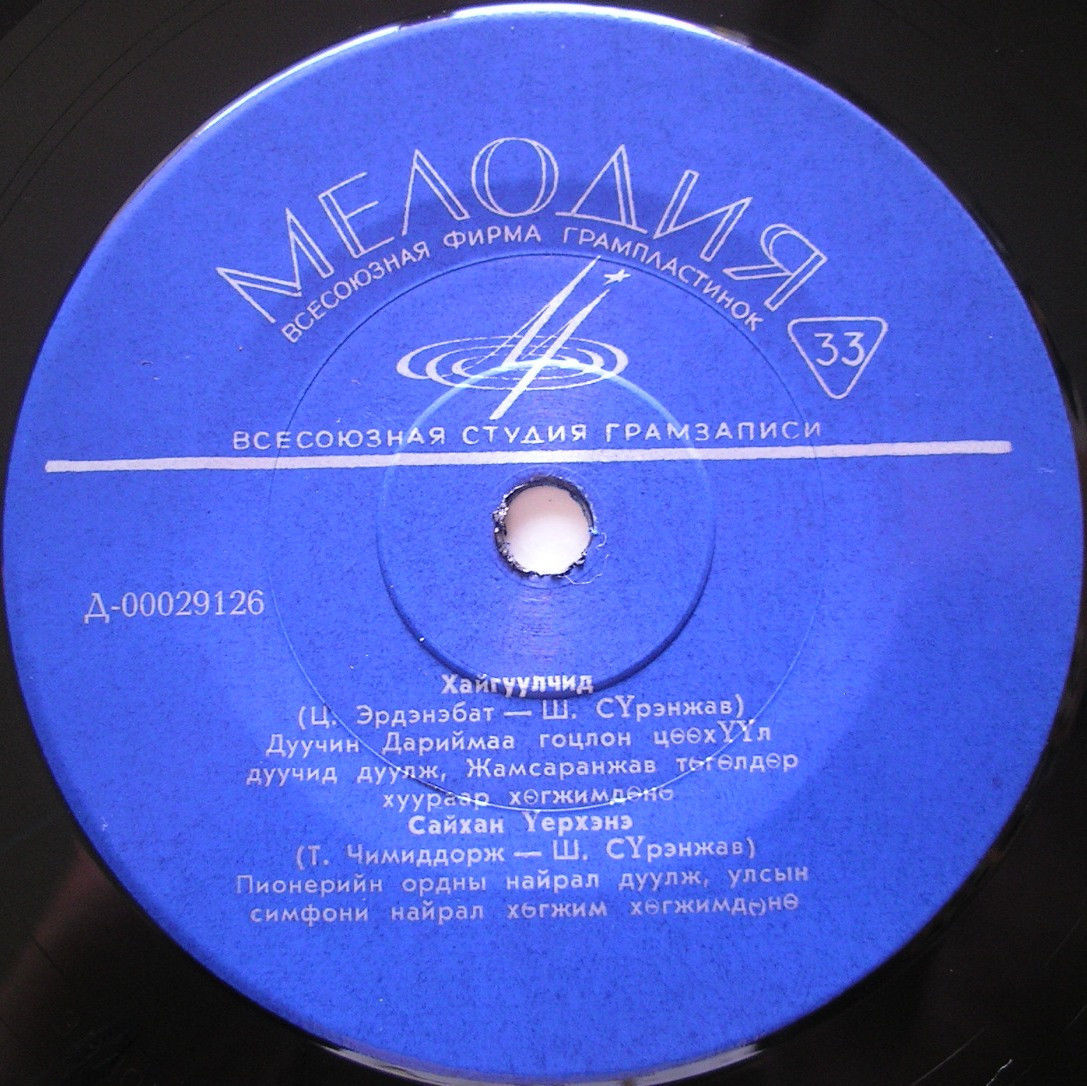 МЕЛОДИЯ
ВСЕСОЮЗНАЯ ФИРМА ГРАМПЛАСТИНОК
33
ВСЕСОЮЗНАЯ СТУДИЯ ГРАМЗАПИСИ
Д-00029126
Хайгуулчид
(Ц. Эрдэнэбат — Ш. СҮрэнжав)
Дуучин Дариймаа гоцлон цөөхҮҮл
дуучид дуулж, Жамсаранжав төгөлдөр
хуураар хөгжимдөнө
Сайхан Үерхэнэ
(Т. Чимиддорж — Ш. СҮрэнжав)
Пионерийн ордны найрал дуулж, улсын
симфони найрал хөгжим хөгжимдөнө